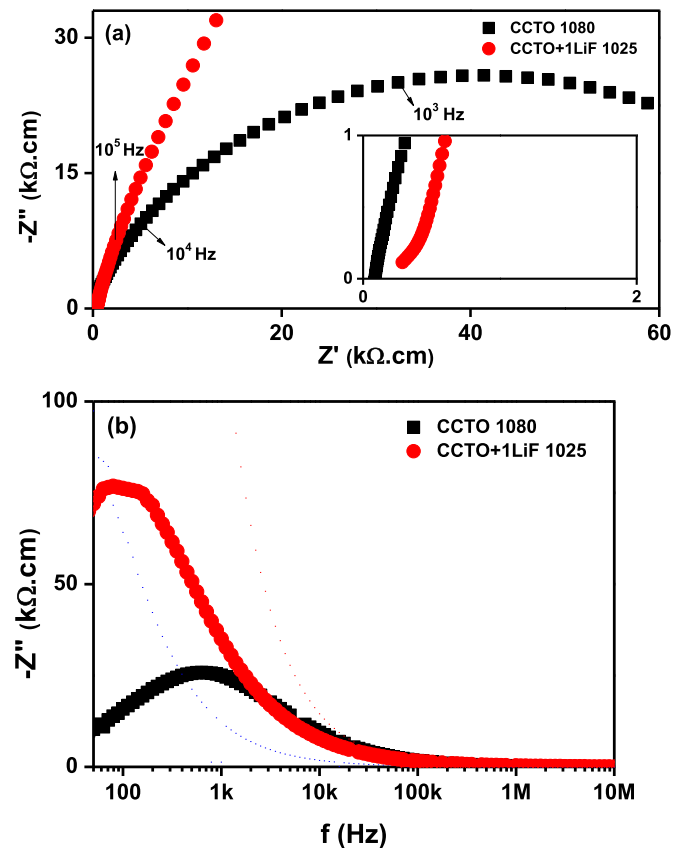 (a)
CCTO 1080
CCTO+1LiF 1025
30
15
0
-Z'' (kΩ.cm)
10⁵ Hz
10⁴ Hz
10³ Hz
1
0
0
2
0
20
40
60
Z' (kΩ.cm)
(b)
CCTO 1080
CCTO+1LiF 1025
100
50
0
-Z'' (kΩ.cm)
100
1k
10k
100k
1M
10M
f (Hz)